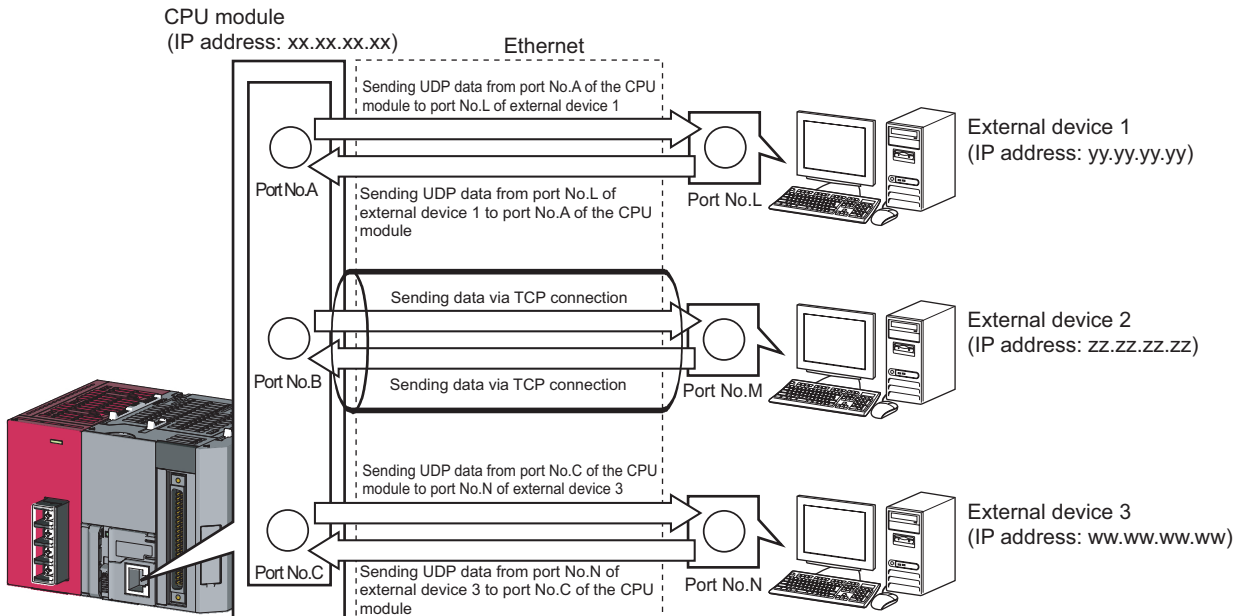 CPU module
(IP address: xx.xx.xx.xx)
Ethernet
Sending UDP data from port No.A of the CPU
module to port No.L of external device 1
PortNo.A
Sending UDP data from port No.L of
external device 1 to port No.A of the CPU
module
Port No.L
External device 1
(IP address: yy.yy.yy.yy)
Sending data via TCP connection
PortNo.B
Sending data via TCP connection
Port No.M
External device 2
(IP address: zz.zz.zz.zz)
Sending UDP data from port No.C of the CPU
module to port No.N of external device 3
PortNo.C
Sending UDP data from port No.N of
external device 3 to port No.C of the CPU
module
Port No.N
External device 3
(IP address: ww.ww.ww.ww)